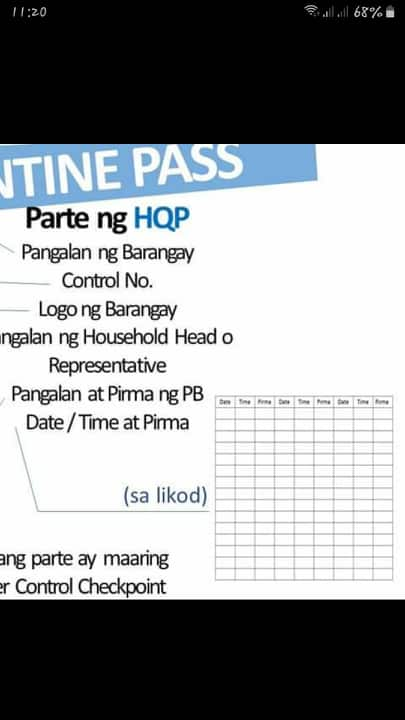 11:20
68%
NTINE PASS
Parte ng HQP
Pangalan ng Barangay
Control No.
Logo ng Barangay
ngalan ng Household Head o
Representative
Pangalan at Pirma ng PB
Date / Time at Pirma
Date Time Pirma Date Time Pirma Date Time Pirma
(sa likod)
ang parte ay maaring
er Control Checkpoint